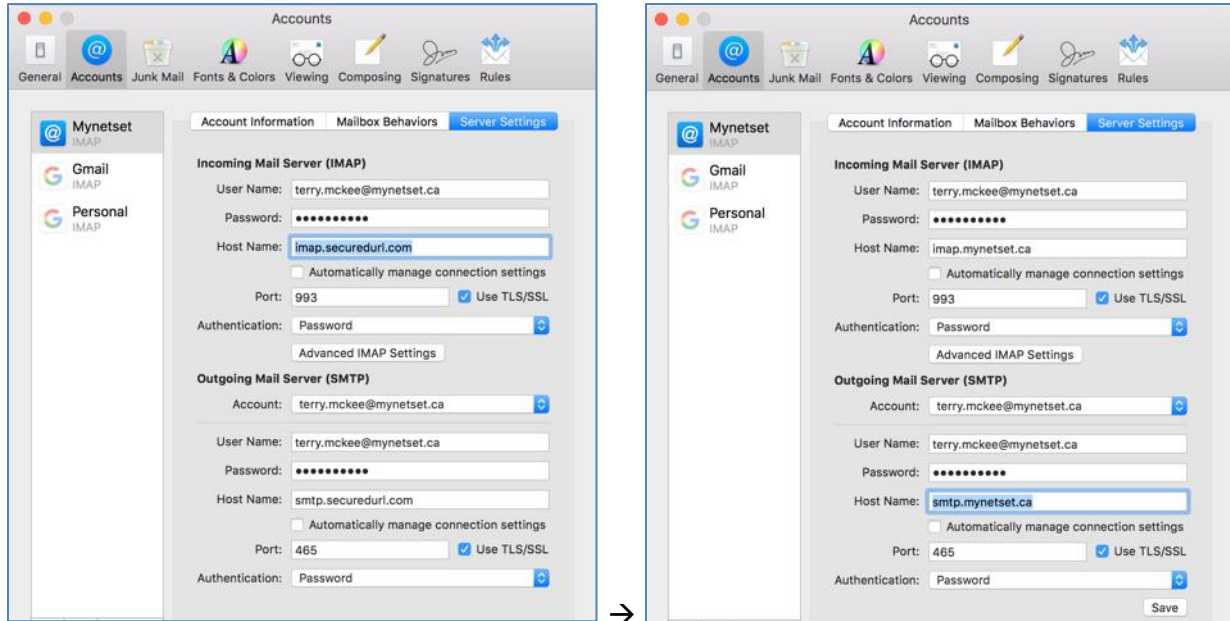 Accounts
General Accounts Junk Mail Fonts & Colors Viewing Composing Signatures Rules
Mynetset
IMAP
Gmail
IMAP
Personal
IMAP
Account Information Mailbox Behaviors Server Settings
Incoming Mail Server (IMAP)
User Name: terry.mckee@mynetset.ca
Password: ●●●●●●●●●●
Host Name: imap.securedurl.com
Automatically manage connection settings
Port: 993 Use TLS/SSL
Authentication: Password
Advanced IMAP Settings
Outgoing Mail Server (SMTP)
Account: terry.mckee@mynetset.ca
User Name: terry.mckee@mynetset.ca
Password: ●●●●●●●●●●
Host Name: smtp.securedurl.com
Automatically manage connection settings
Port: 465 Use TLS/SSL
Authentication: Password
→
Accounts
General Accounts Junk Mail Fonts & Colors Viewing Composing Signatures Rules
Mynetset
IMAP
Gmail
IMAP
Personal
IMAP
Account Information Mailbox Behaviors Server Settings
Incoming Mail Server (IMAP)
User Name: terry.mckee@mynetset.ca
Password: ●●●●●●●●●●
Host Name: imap.mynetset.ca
Automatically manage connection settings
Port: 993 Use TLS/SSL
Authentication: Password
Advanced IMAP Settings
Outgoing Mail Server (SMTP)
Account: terry.mckee@mynetset.ca
User Name: terry.mckee@mynetset.ca
Password: ●●●●●●●●●●
Host Name: smtp.mynetset.ca
Automatically manage connection settings
Port: 465 Use TLS/SSL
Authentication: Password
Save